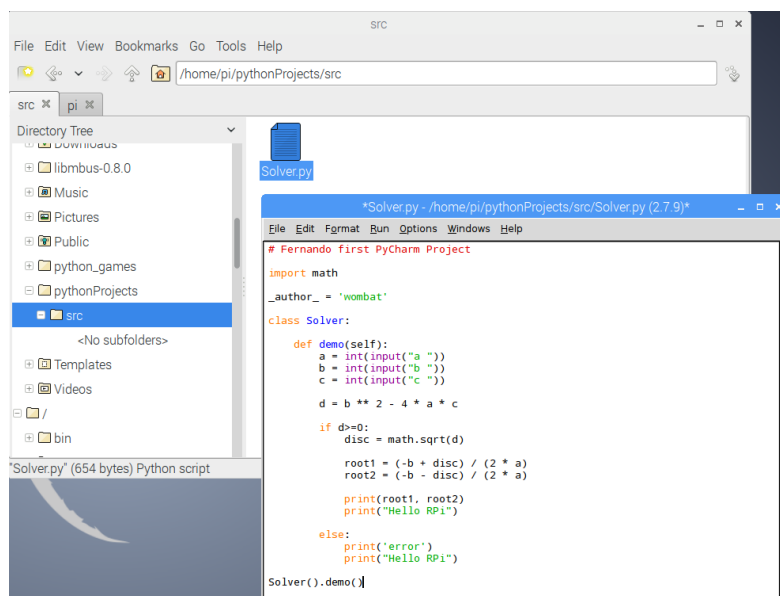 src
File Edit View Bookmarks Go Tools Help
/home/pi/pythonProjects/src
src pi
Directory Tree
Downloads
libmbus-0.8.0
Music
Pictures
Public
python_games
pythonProjects
src
<No subfolders>
Templates
Videos
/
bin
"Solver.py" (654 bytes) Python script
Solver.py
*Solver.py - /home/pi/pythonProjects/src/Solver.py (2.7.9)*
File Edit Format Run Options Windows Help
# Fernando first PyCharm Project
import math
_author_ = 'wombat'
class Solver:
    def demo(self):
        a = int(input("a "))
        b = int(input("b "))
        c = int(input("c "))
        d = b ** 2 - 4 * a * c
        if d>=0:
            disc = math.sqrt(d)
            root1 = (-b + disc) / (2 * a)
            root2 = (-b - disc) / (2 * a)
            print(root1, root2)
            print("Hello RPi")
        else:
            print('error')
            print("Hello RPi")
Solver().demo()